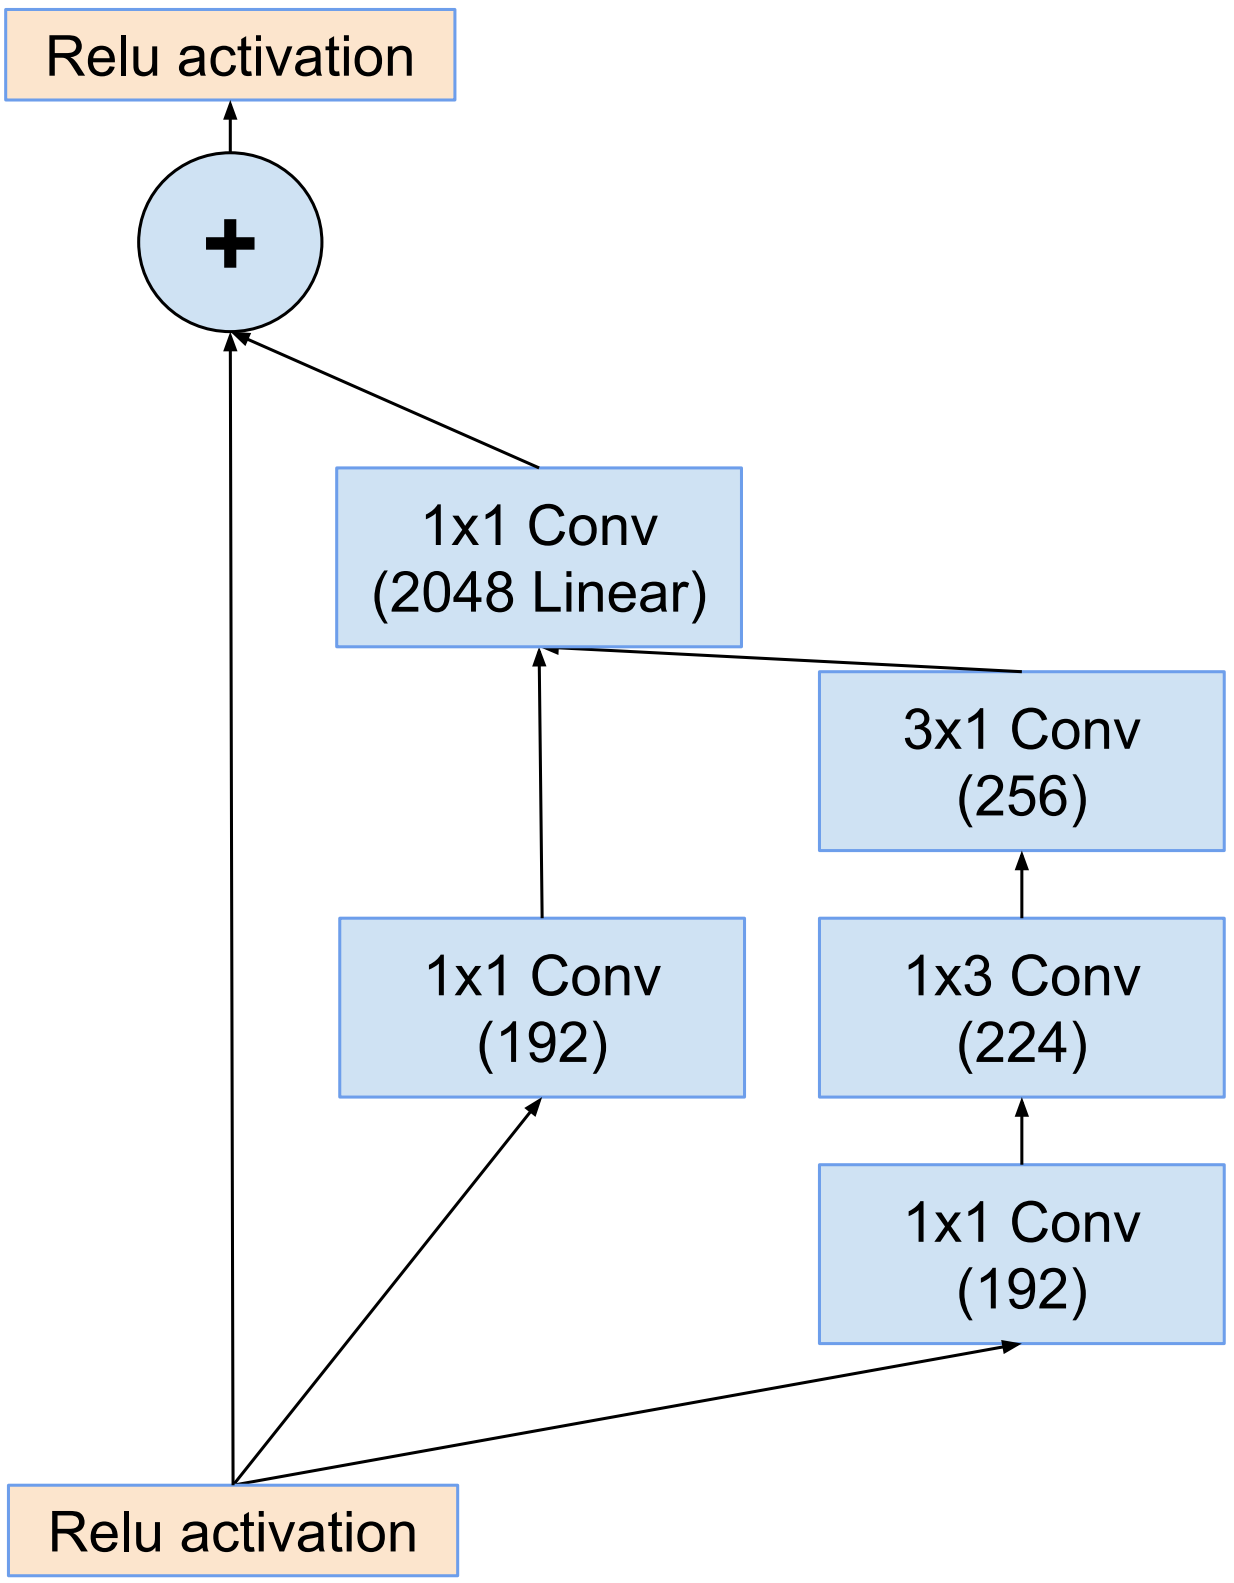 Relu activation
+
1x1 Conv
(2048 Linear)
3x1 Conv
(256)
1x1 Conv
(192)
1x3 Conv
(224)
1x1 Conv
(192)
Relu activation